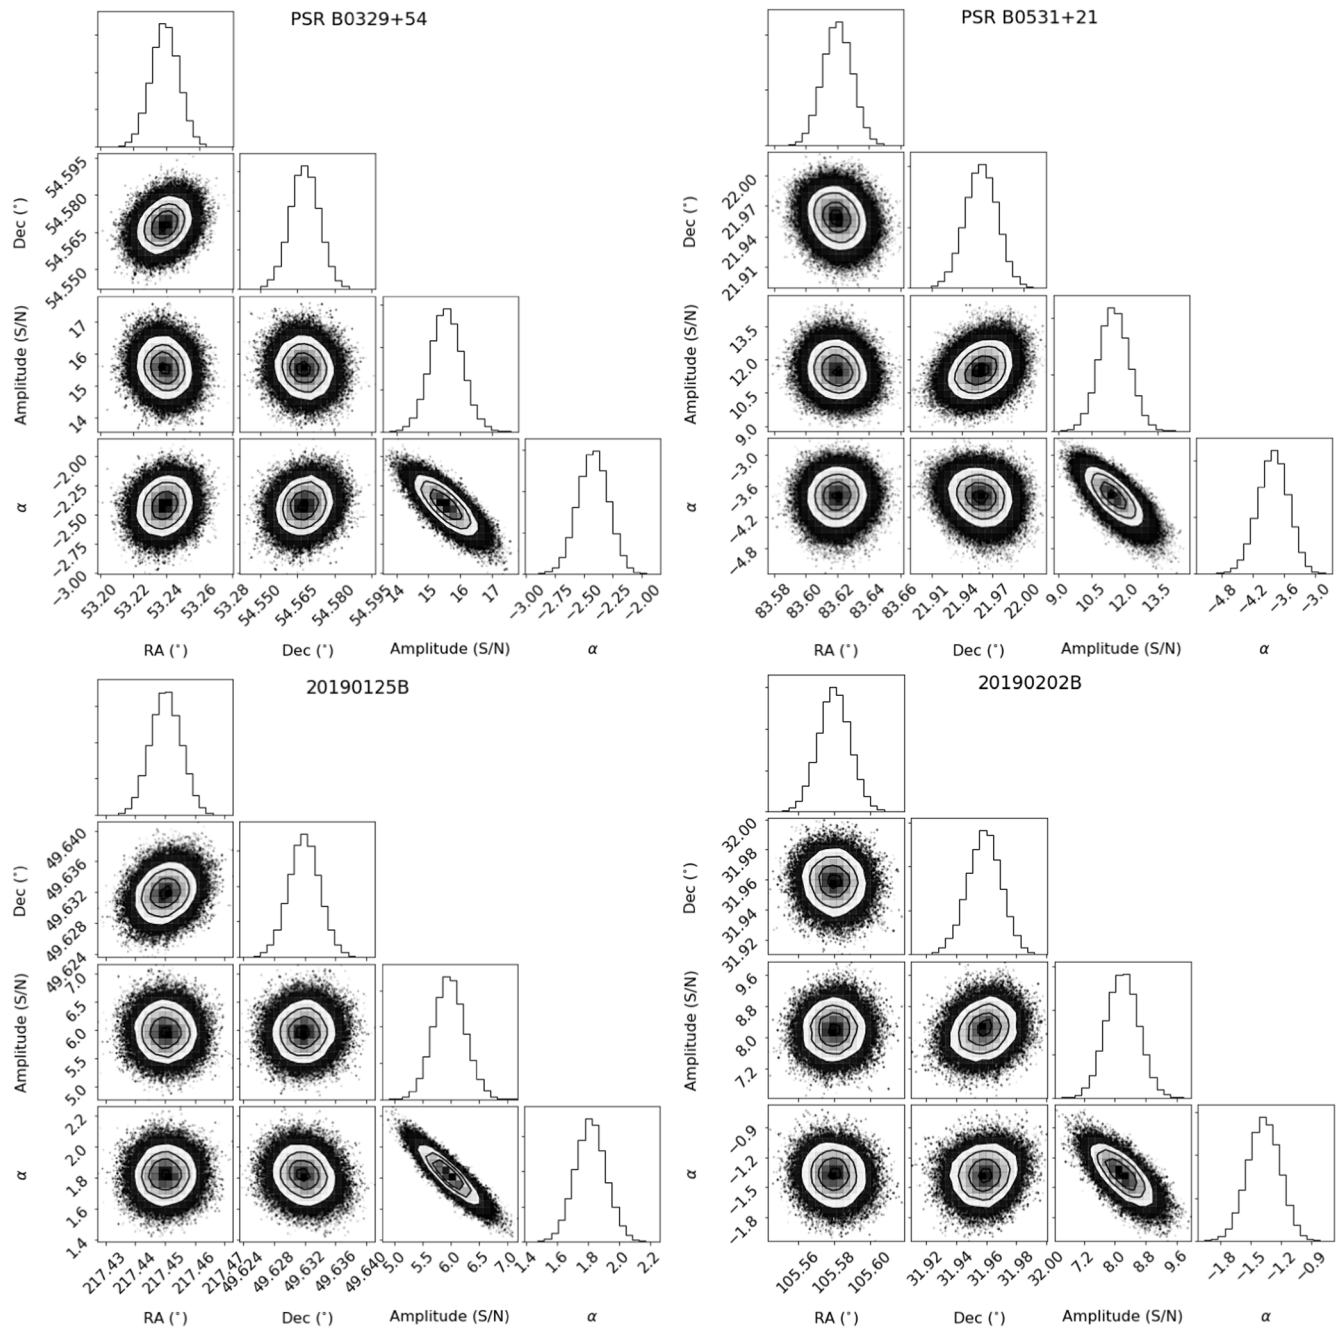 PSR B0329+54
Dec (°)
54.595
54.580
54.565
54.550
Amplitude (S/N)
17
16
15
14
α
−2.00
−2.25
−2.50
−2.75
−3.00
53.20 53.22 53.24 53.26 53.28
54.550 54.565 54.580 54.595
14 15 16 17
−3.00 −2.75 −2.50 −2.25 −2.00
RA (°) Dec (°) Amplitude (S/N) α
PSR B0531+21
Dec (°)
22.00
21.97
21.94
21.91
Amplitude (S/N)
13.5
12.0
10.5
9.0
9.0
α
−3.0
−3.6
−4.2
−4.8
83.58 83.60 83.62 83.64 83.66
21.91 21.94 21.97 22.00
9.0 10.5 12.0 13.5
−4.8 −4.2 −3.6 −3.0
RA (°) Dec (°) Amplitude (S/N) α
20190125B
Dec (°)
49.640
49.636
49.632
49.628
49.624
Amplitude (S/N)
49.624
7.0
6.5
6.0
5.5
5.0
α
2.2
2.0
1.8
1.6
1.4
217.43 217.44 217.45 217.46 217.47
49.624 49.628 49.632 49.636 49.640
5.0 5.5 6.0 6.5 7.0
1.4 1.6 1.8 2.0 2.2
RA (°) Dec (°) Amplitude (S/N) α
20190202B
Dec (°)
32.00
31.98
31.96
31.94
31.92
Amplitude (S/N)
9.6
8.8
8.0
7.2
α
−0.9
−1.2
−1.5
−1.8
105.56 105.58 105.60
31.92 31.94 31.96 31.98 32.00
7.2 8.0 8.8 9.6
−1.8 −1.5 −1.2 −0.9
RA (°) Dec (°) Amplitude (S/N) α